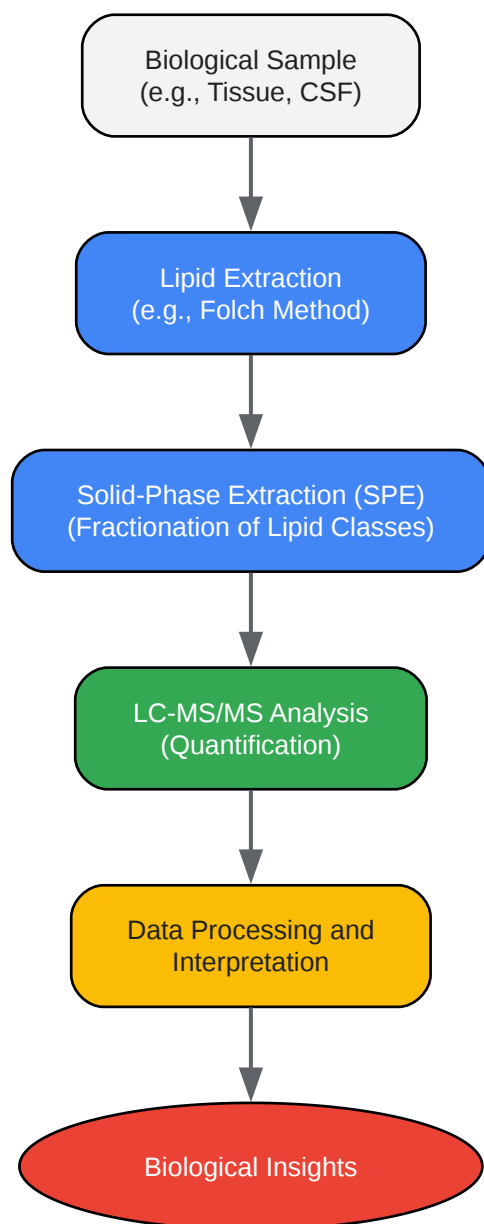 Biological Sample
(e.g., Tissue, CSF)
Lipid Extraction
(e.g., Folch Method)
Solid-Phase Extraction (SPE)
(Fractionation of Lipid Classes)
LC-MS/MS Analysis
(Quantification)
Data Processing and
Interpretation
Biological Insights